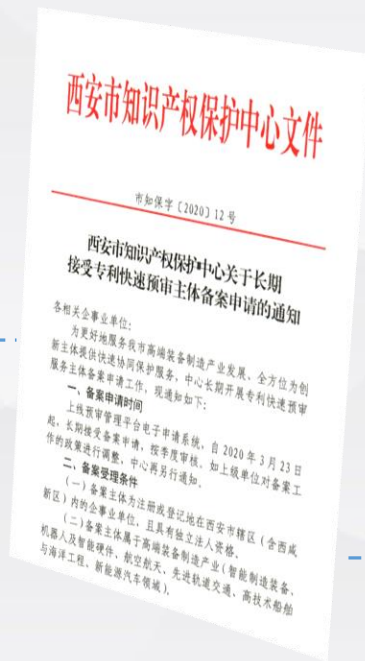 西安市知识产权保护中心文件
市知保字〔2020〕12号
西安市知识产权保护中心关于长期
接受专利快速预审主体备案申请的通知
各相关企事业单位：
为更好地服务我市高端装备制造产业发展、全方位为创
新主体提供快速协同保护服务，中心长期开展专利快速预审
服务主体备案申请工作，现通知如下：
一、备案申请时间
上线预审管理平台电子申请系统，自2020年3月23日
起，长期接受备案申请，按季度审核，如上级单位对备案工
作的政策进行调整，中心再另行通知。
二、备案受理条件
（一）备案主体为注册或登记地在西安市辖区（含西咸
新区）内的企事业单位，且具有独立法人资格。
（二）备案主体属于高端装备制造产业（智能制造装备、
机器人及智能硬件，航空航天、先进轨道交通、高技术船舶
与海洋工程、新能源汽车领域）。